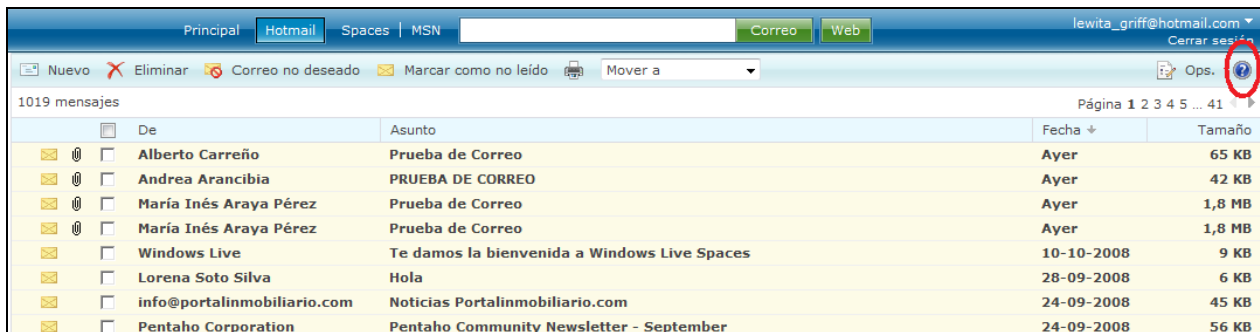 Principal Hotmail Spaces | MSN Correo Web lewita_griff@hotmail.com
Cerrar sesión
Nuevo Eliminar Correo no deseado Marcar como no leído Mover a Ops.
1019 mensajes Página 1 2 3 4 5 ... 41
De Asunto Fecha Tamaño
Alberto Carreño Prueba de Correo Ayer 65 KB
Andrea Arancibia PRUEBA DE CORREO Ayer 42 KB
María Inés Araya Pérez Prueba de Correo Ayer 1,8 MB
María Inés Araya Pérez Prueba de Correo Ayer 1,8 MB
Windows Live Te damos la bienvenida a Windows Live Spaces 10-10-2008 9 KB
Lorena Soto Silva Hola 28-09-2008 6 KB
info@portalinmobiliario.com Noticias Portalinmobiliario.com 24-09-2008 45 KB
Pentaho Corporation Pentaho Community Newsletter - September 24-09-2008 56 KB